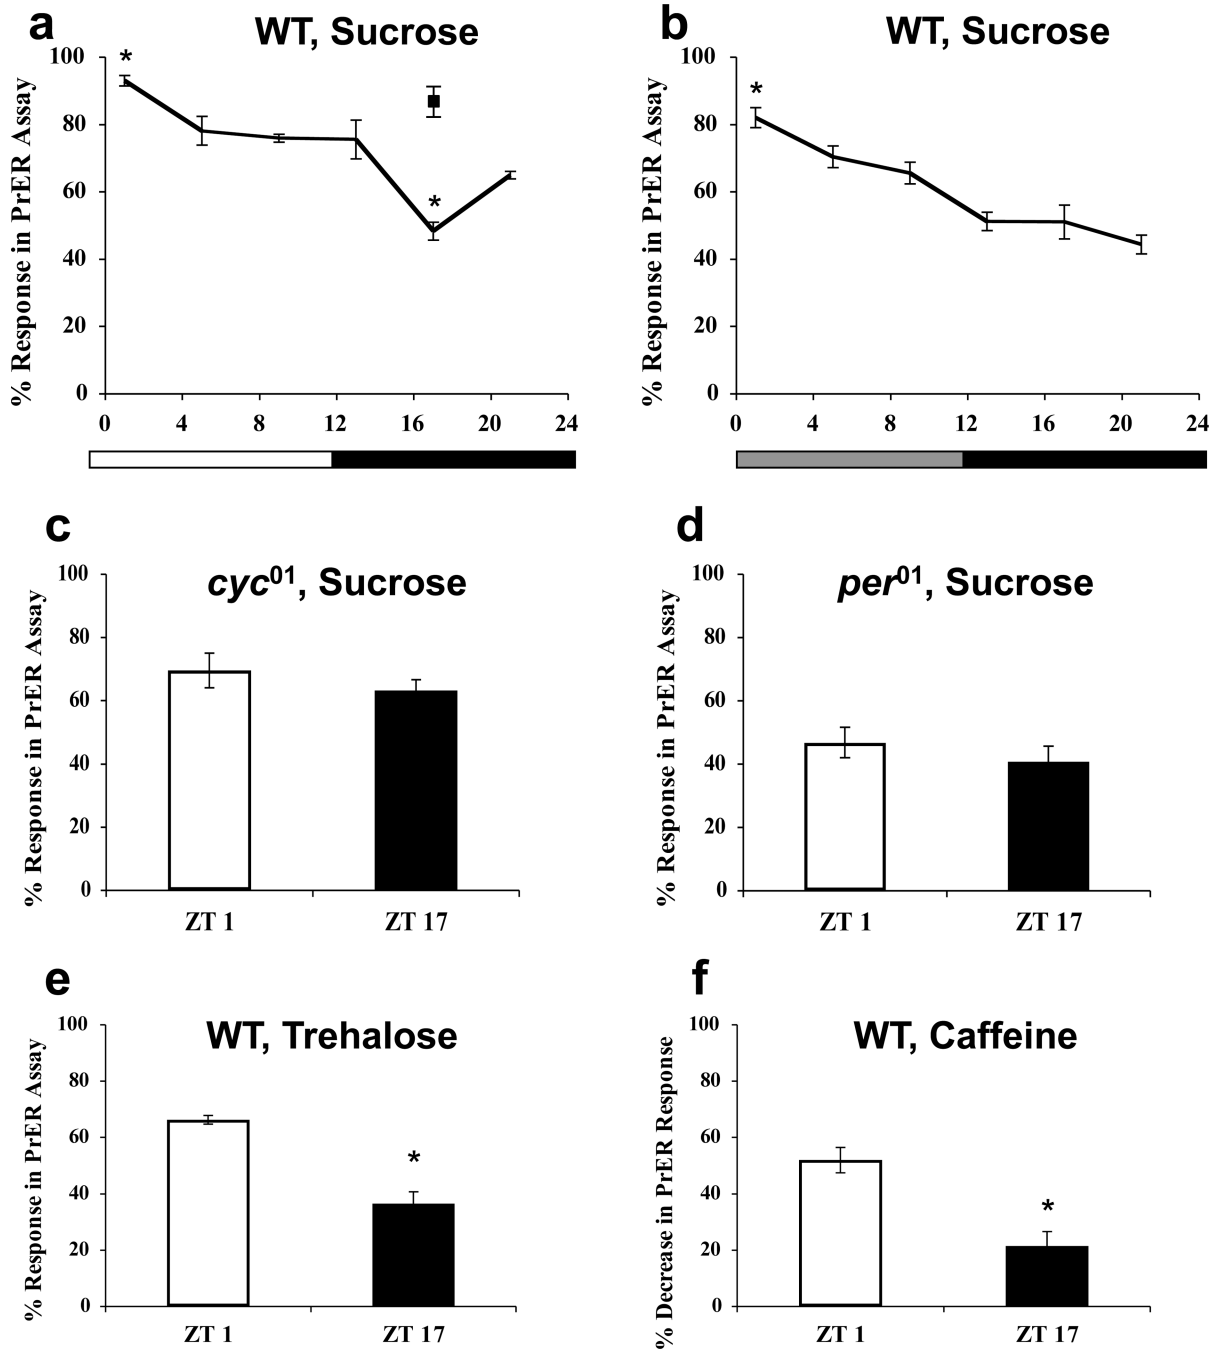 a
WT, Sucrose
% Response in PrER Assay
100
80
60
40
20
0
*
*
0 4 8 12 16 20 24
b
WT, Sucrose
% Response in PrER Assay
100
80
60
40
20
0
*
0 4 8 12 16 20 24
c
cyc01, Sucrose
% Response in PrER Assay
100
80
60
40
20
0
ZT 1 ZT 17
d
per01, Sucrose
% Response in PrER Assay
100
80
60
40
20
0
ZT 1 ZT 17
e
WT, Trehalose
% Response in PrER Assay
100
80
60
40
20
0
*
ZT 1 ZT 17
f
WT, Caffeine
% Decrease in PrER Response
100
80
60
40
20
0
*
ZT 1 ZT 17